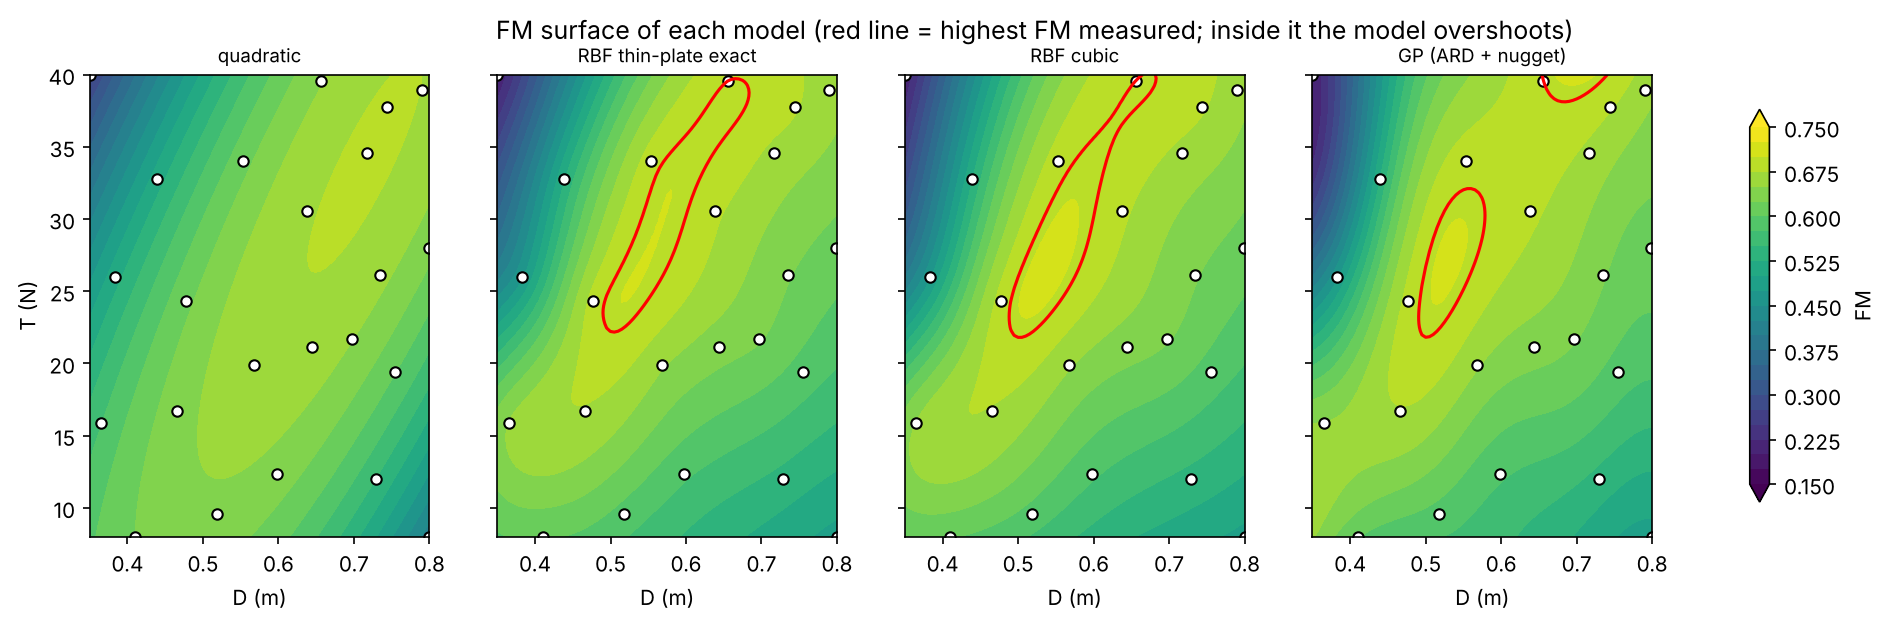 FM surface of each model (red line = highest FM measured; inside it the model overshoots)
quadratic
RBF thin-plate exact
RBF cubic
GP (ARD + nugget)
40
35
30
25
20
15
10
T (N)
0.4 0.5 0.6 0.7 0.8
0.4 0.5 0.6 0.7 0.8
0.4 0.5 0.6 0.7 0.8
0.4 0.5 0.6 0.7 0.8
D (m)
D (m)
D (m)
D (m)
0.750
0.675
0.600
0.525
0.450
0.375
0.300
0.225
0.150
FM